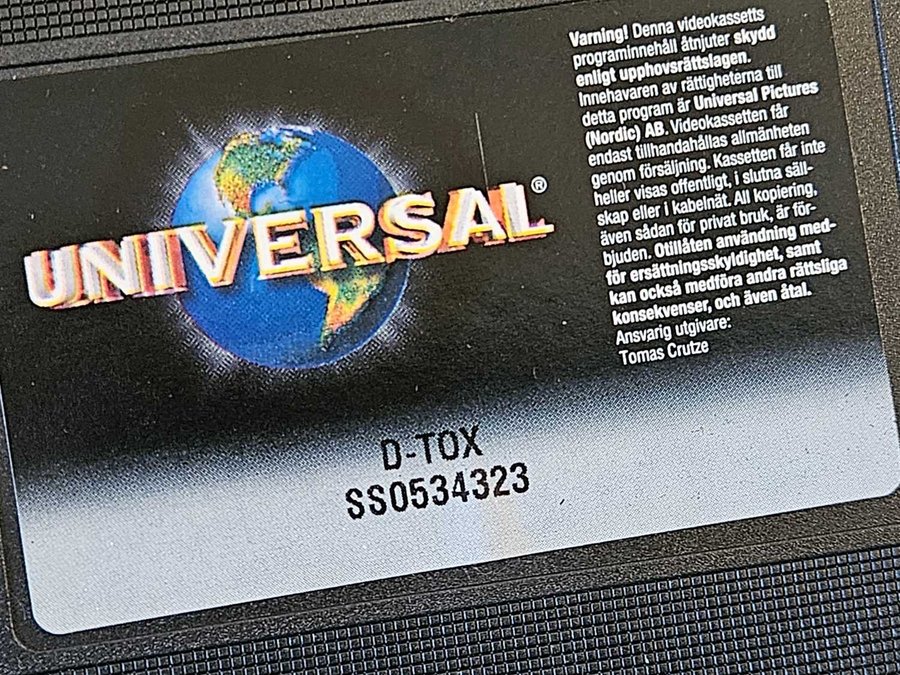 UNIVERSAL®
Varning! Denna videokassetts
programinnehåll åtnjuter skydd
enligt upphovsrättslagen.
Innehavaren av rättigheterna till
detta program är Universal Pictures
(Nordic) AB. Videokassetten får
endast tillhandahållas allmänheten
genom försäljning. Kassetten får inte
heller visas offentligt, i slutna säll-
skap eller i kabelnät. All kopiering,
även sådan för privat bruk, är för-
bjuden. Otillåten användning med-
för ersättningsskyldighet, samt
kan också medföra andra rättsliga
konsekvenser, och även åtal.
Ansvarig utgivare:
Tomas Crutze
D-TOX
SS0534323